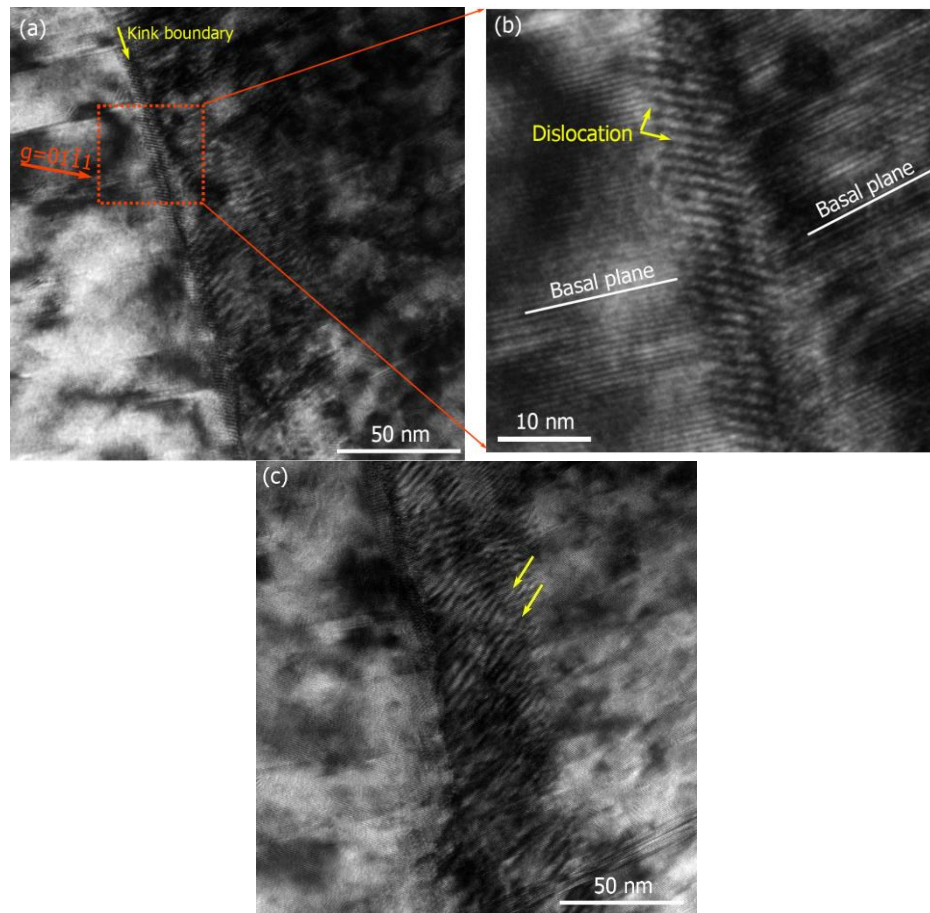 (a)
Kink boundary
g=01̄1̄1
50 nm
(b)
Dislocation
Basal plane
Basal plane
10 nm
(c)
50 nm